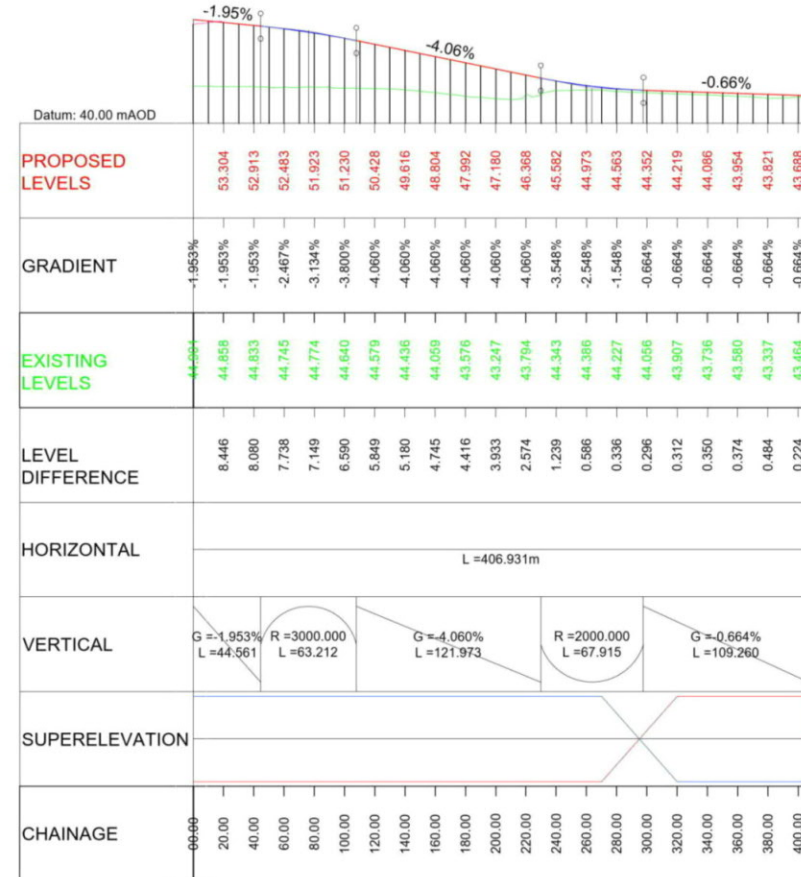 -1.95%
-4.06%
-0.66%
Datum: 40.00 mAOD
PROPOSED
LEVELS
53.304 52.913 52.483 51.923 51.230 50.428 49.616 48.804 47.992 47.180 46.368 45.582 44.973 44.563 44.352 44.219 44.086 43.954 43.821 43.688
GRADIENT
-1.953% -1.953% -1.953% -2.467% -3.134% -3.800% -4.060% -4.060% -4.060% -4.060% -4.060% -4.060% -3.548% -2.548% -1.548% -0.664% -0.664% -0.664% -0.664% -0.664% -0.664%
EXISTING
LEVELS
44.858 44.833 44.745 44.774 44.640 44.579 44.436 44.059 43.576 43.247 43.794 44.343 44.386 44.227 44.056 43.907 43.736 43.580 43.337 43.464
LEVEL
DIFFERENCE
8.446 8.080 7.738 7.149 6.590 5.849 5.180 4.745 4.416 3.933 2.574 1.239 0.586 0.336 0.296 0.312 0.350 0.374 0.484 0.224
HORIZONTAL
L =406.931m
VERTICAL
G =-1.953% R =3000.000 G =-4.060% R =2000.000 G =-0.664%
L =44.561 L =63.212 L =121.973 L =67.915 L =109.260
SUPERELEVATION
CHAINAGE
00.00 20.00 40.00 60.00 80.00 100.00 120.00 140.00 160.00 180.00 200.00 220.00 240.00 260.00 280.00 300.00 320.00 340.00 360.00 380.00 400.00